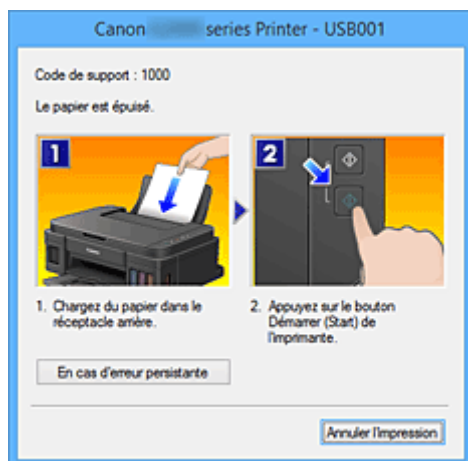 Canon series Printer - USB001
Code de support : 1000
Le papier est épuisé.
1
2
1. Chargez du papier dans le
réceptacle arrière.
2. Appuyez sur le bouton
Démarrer (Start) de
l'imprimante.
En cas d'erreur persistante
Annuler l'impression